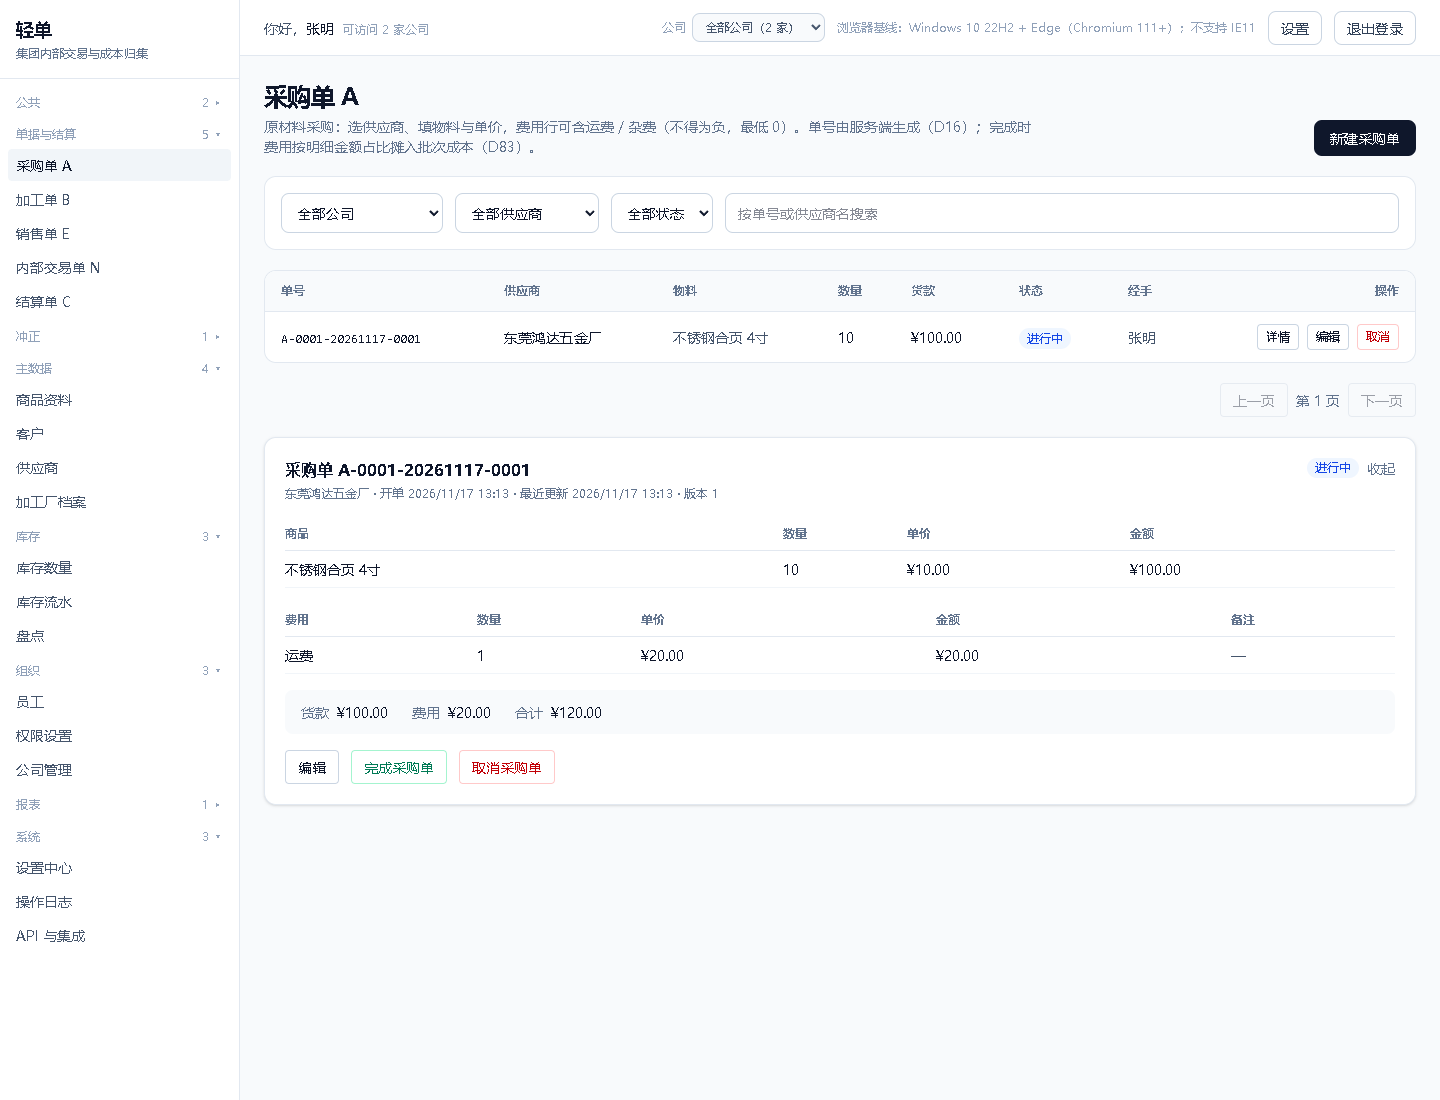 轻单
集团内部交易与成本归集
公共 2 ▸
单据与结算 5 ▾
采购单 A
加工单 B
销售单 E
内部交易单 N
结算单 C
冲正 1 ▸
主数据 4 ▾
商品资料
客户
供应商
加工厂档案
库存 3 ▾
库存数量
库存流水
盘点
组织 3 ▾
员工
权限设置
公司管理
报表 1 ▸
系统 3 ▾
设置中心
操作日志
API 与集成
你好，张明 可访问 2 家公司
公司 全部公司（2 家） 浏览器基线：Windows 10 22H2 + Edge（Chromium 111+）；不支持 IE11 设置 退出登录
采购单 A
原材料采购：选供应商、填物料与单价，费用行可含运费 / 杂费（不得为负，最低 0）。单号由服务端生成（D16）；完成时
费用按明细金额占比摊入批次成本（D83）。
新建采购单
全部公司 全部供应商 全部状态 按单号或供应商名搜索
单号 供应商 物料 数量 货款 状态 经手 操作
A-0001-20261117-0001 东莞鸿达五金厂 不锈钢合页 4寸 10 ¥100.00 进行中 张明 详情 编辑 取消
上一页 第 1 页 下一页
采购单 A-0001-20261117-0001 进行中 收起
东莞鸿达五金厂 · 开单 2026/11/17 13:13 · 最近更新 2026/11/17 13:13 · 版本 1
商品 数量 单价 金额
不锈钢合页 4寸 10 ¥10.00 ¥100.00
费用 数量 单价 金额 备注
运费 1 ¥20.00 ¥20.00 —
货款 ¥100.00 费用 ¥20.00 合计 ¥120.00
编辑 完成采购单 取消采购单